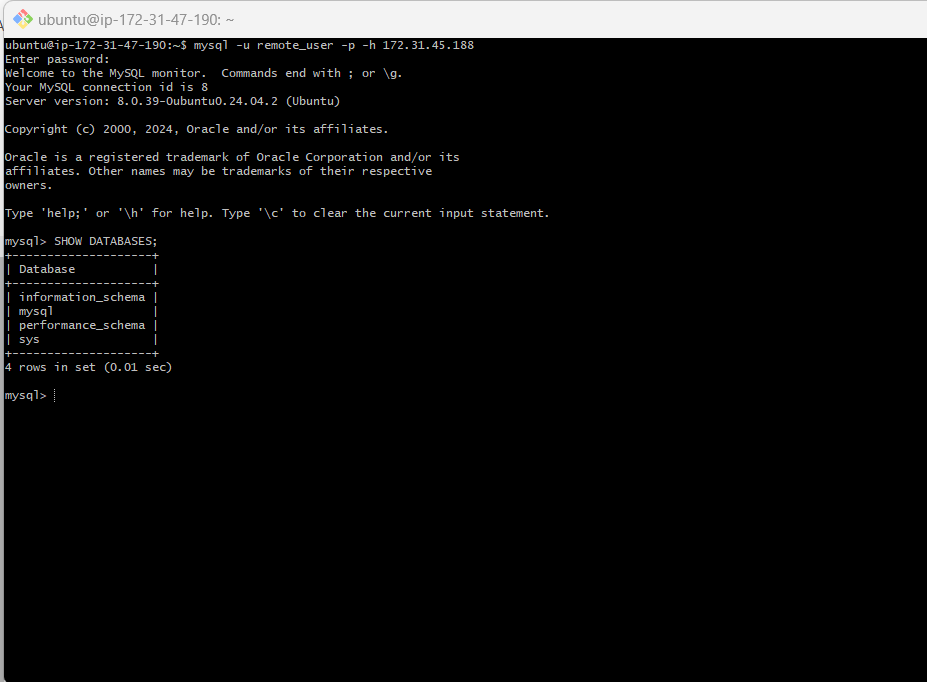 ubuntu@ip-172-31-47-190: ~
ubuntu@ip-172-31-47-190:~$ mysql -u remote_user -p -h 172.31.45.188
Enter password:
Welcome to the MySQL monitor.  Commands end with ; or \g.
Your MySQL connection id is 8
Server version: 8.0.39-0ubuntu0.24.04.2 (Ubuntu)
Copyright (c) 2000, 2024, Oracle and/or its affiliates.
Oracle is a registered trademark of Oracle Corporation and/or its
affiliates. Other names may be trademarks of their respective
owners.
Type 'help;' or '\h' for help. Type '\c' to clear the current input statement.
mysql> SHOW DATABASES;
+--------------------+
| Database           |
+--------------------+
| information_schema |
| mysql              |
| performance_schema |
| sys                |
+--------------------+
4 rows in set (0.01 sec)
mysql>